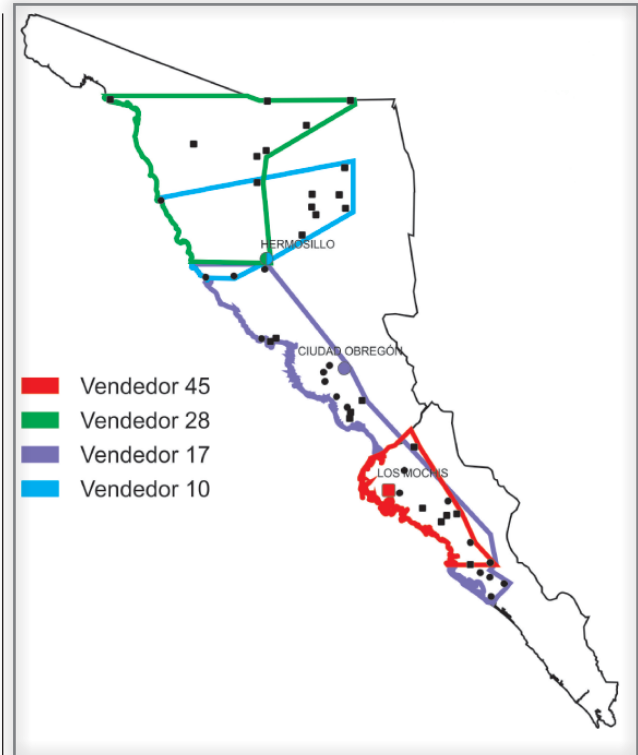 HERMOSILLO
CIUDAD OBREGÓN
LOS MOCHIS
Vendedor 45
Vendedor 28
Vendedor 17
Vendedor 10